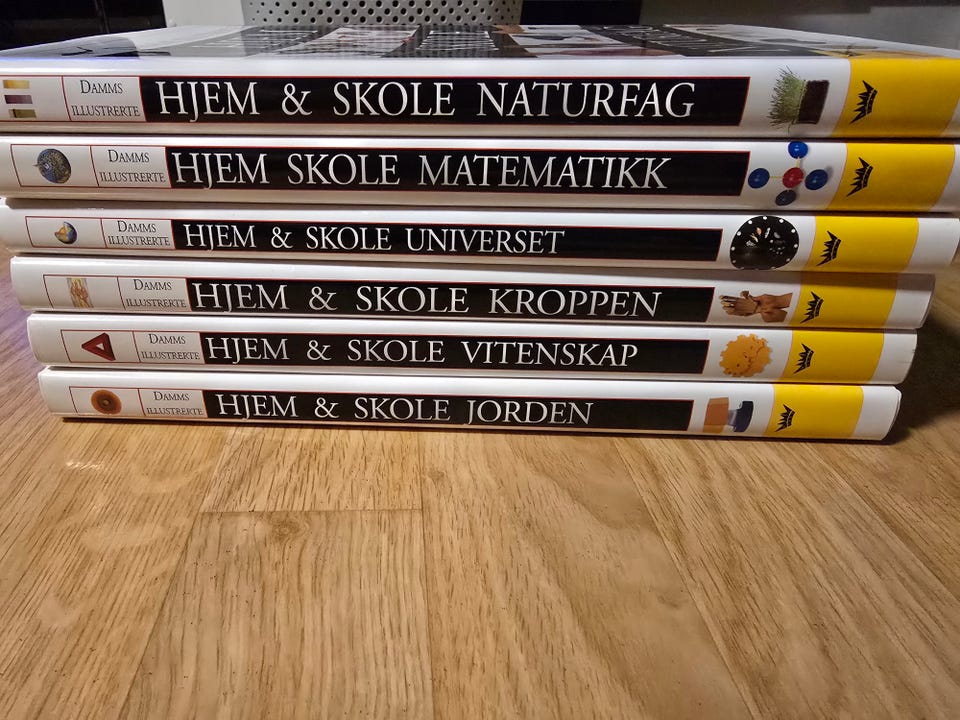 DAMMS
ILLUSTRERTE
HJEM & SKOLE NATURFAG
DAMMS
ILLUSTRERTE
HJEM SKOLE MATEMATIKK
DAMMS
ILLUSTRERTE
HJEM & SKOLE UNIVERSET
DAMMS
ILLUSTRERTE
HJEM & SKOLE KROPPEN
DAMMS
ILLUSTRERTE
HJEM & SKOLE VITENSKAP
DAMMS
ILLUSTRERTE
HJEM & SKOLE JORDEN